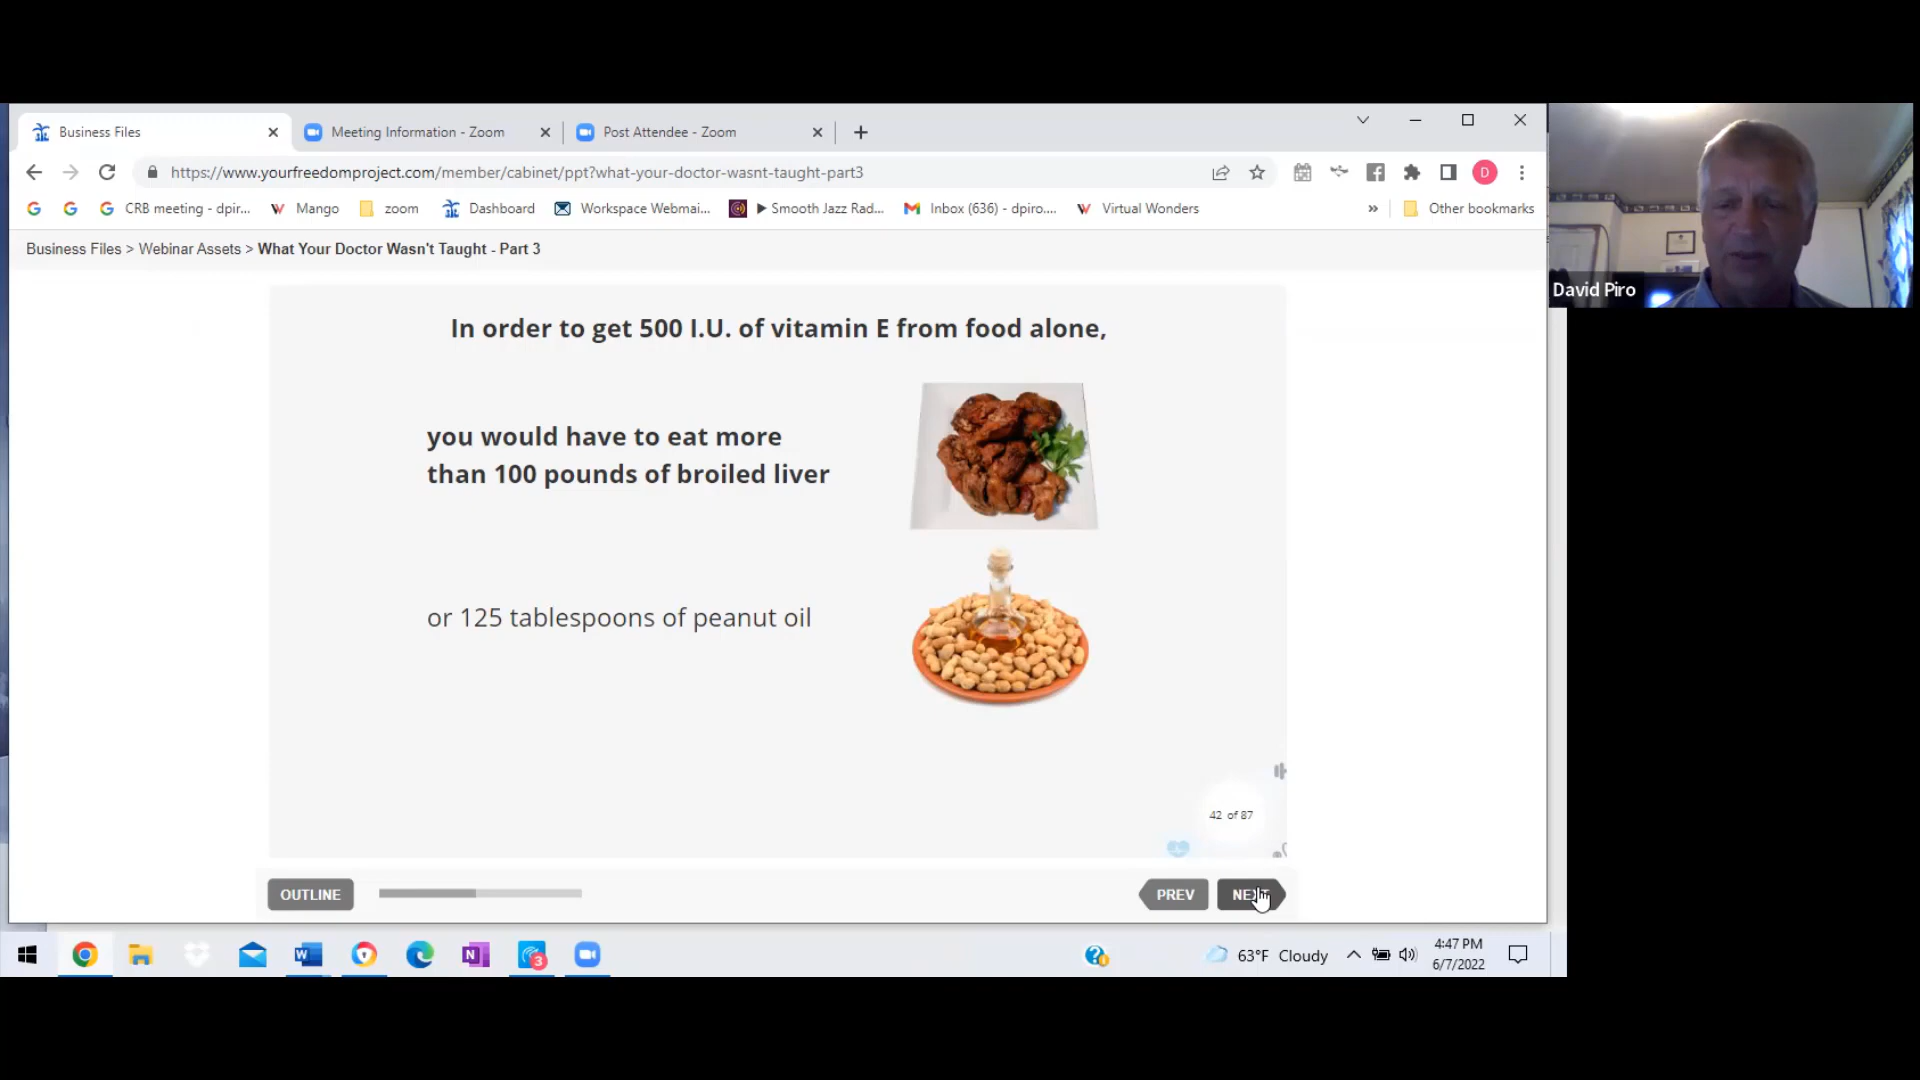 Business Files
Meeting Information - Zoom
Post Attendee - Zoom
https://www.yourfreedomproject.com/member/cabinet/ppt?what-your-doctor-wasnt-taught-part3
D
CRB meeting - dpir...
Mango
zoom
Dashboard
Workspace Webmai...
Smooth Jazz Rad...
Inbox (636) - dpiro....
Virtual Wonders
»
Other bookmarks
Business Files > Webinar Assets > What Your Doctor Wasn't Taught - Part 3
David Piro
In order to get 500 I.U. of vitamin E from food alone,
you would have to eat more
than 100 pounds of broiled liver
or 125 tablespoons of peanut oil
42 of 87
OUTLINE
PREV
NEXT
3
63°F Cloudy
4:47 PM
6/7/2022